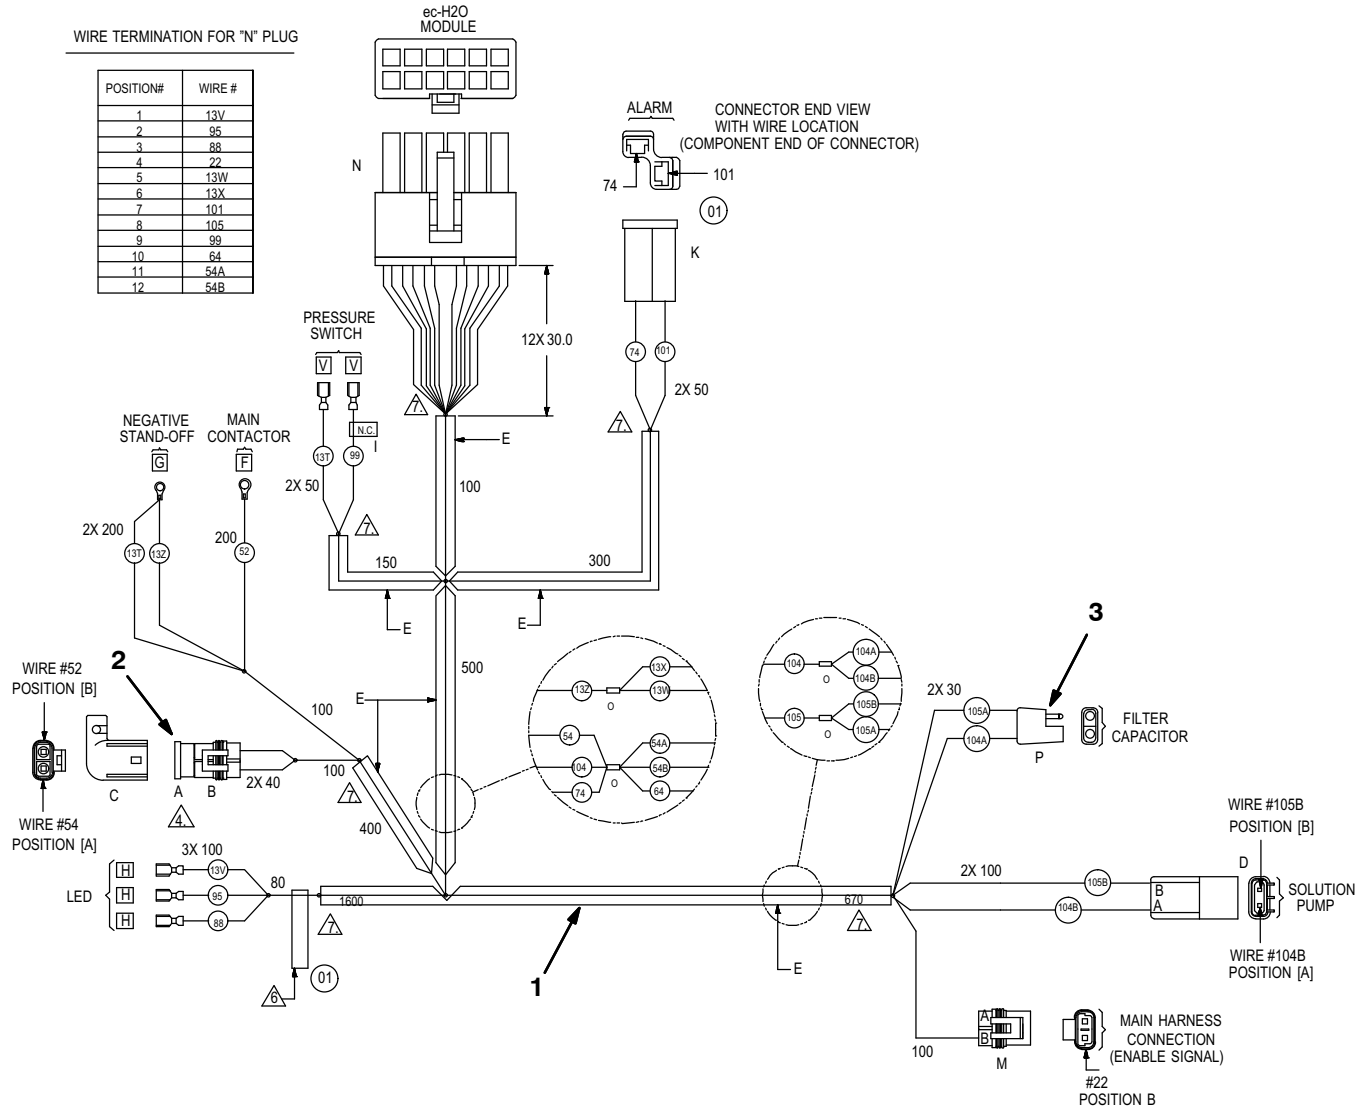 WIRE TERMINATION FOR "N" PLUG
POSITION# WIRE #
1 13V
2 95
3 88
4 22
5 13W
6 13X
7 101
8 105
9 99
10 64
11 54A
12 54B
ec-H2O
MODULE
N
12X 30.0
7.
E
100
ALARM
74
101
CONNECTOR END VIEW
WITH WIRE LOCATION
(COMPONENT END OF CONNECTOR)
01
K
74
101
2X 50
7.
300
E
PRESSURE
SWITCH
V V
N.C.
I
13T
99
2X 50
7.
150
E
NEGATIVE
STAND-OFF
G
MAIN
CONTACTOR
F
2X 200
13T
13Z
200
52
100
500
E
WIRE #52
POSITION [B]
2
C
A
B
4.
2X 40
100
7.
400
WIRE #54
POSITION [A]
3X 100
LED
H
H
H
13V
95
88
80
6
01
1600
7.
1
13Z
O
13X
13W
54
104
74
O
54A
54B
64
104
O
104A
104B
105
O
105B
105A
670
7.
E
3
2X 30
105A
104A
P
FILTER
CAPACITOR
2X 100
105B
104B
B
A
D
WIRE #105B
POSITION [B]
SOLUTION
PUMP
WIRE #104B
POSITION [A]
100
A
B
M
MAIN HARNESS
CONNECTION
(ENABLE SIGNAL)
#22
POSITION B